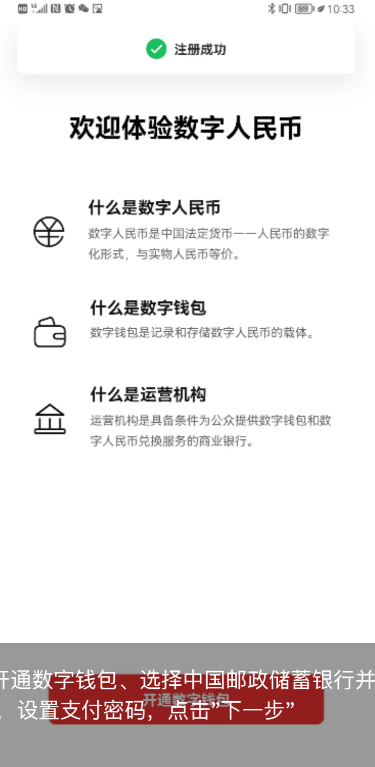 HD 89 10:33
注册成功
欢迎体验数字人民币
什么是数字人民币
数字人民币是中国法定货币——人民币的数字
化形式，与实物人民币等价。
什么是数字钱包
数字钱包是记录和存储数字人民币的载体。
什么是运营机构
运营机构是具备条件为公众提供数字钱包和数
字人民币兑换服务的商业银行。
开通数字钱包、选择中国邮政储蓄银行并
开通数字钱包
，设置支付密码，点击”下一步”